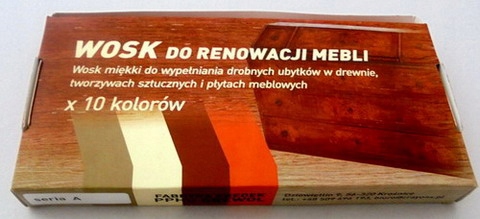 WOSK DO RENOWACJI MEBLI
Wosk miękki do wypełniania drobnych ubytków w drewnie,
tworzywach sztucznych i płytach meblowych
x 10 kolorów
seria A